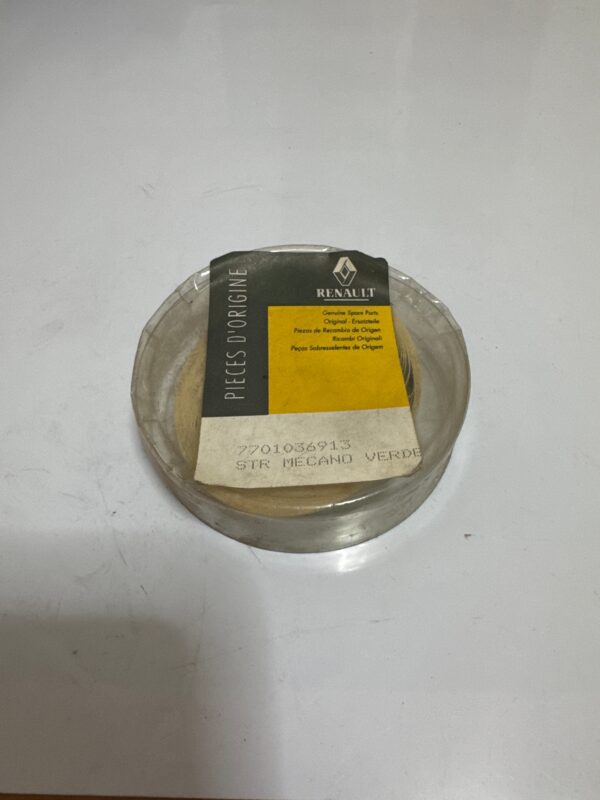 PIECES D'ORIGINE
RENAULT
Genuine Spare Parts
Original - Ersatzteile
Piezas de Recambio de Origen
Ricambi Originali
Peças Sobresselentes de Origem
7701036913
STR MECANO VERDE